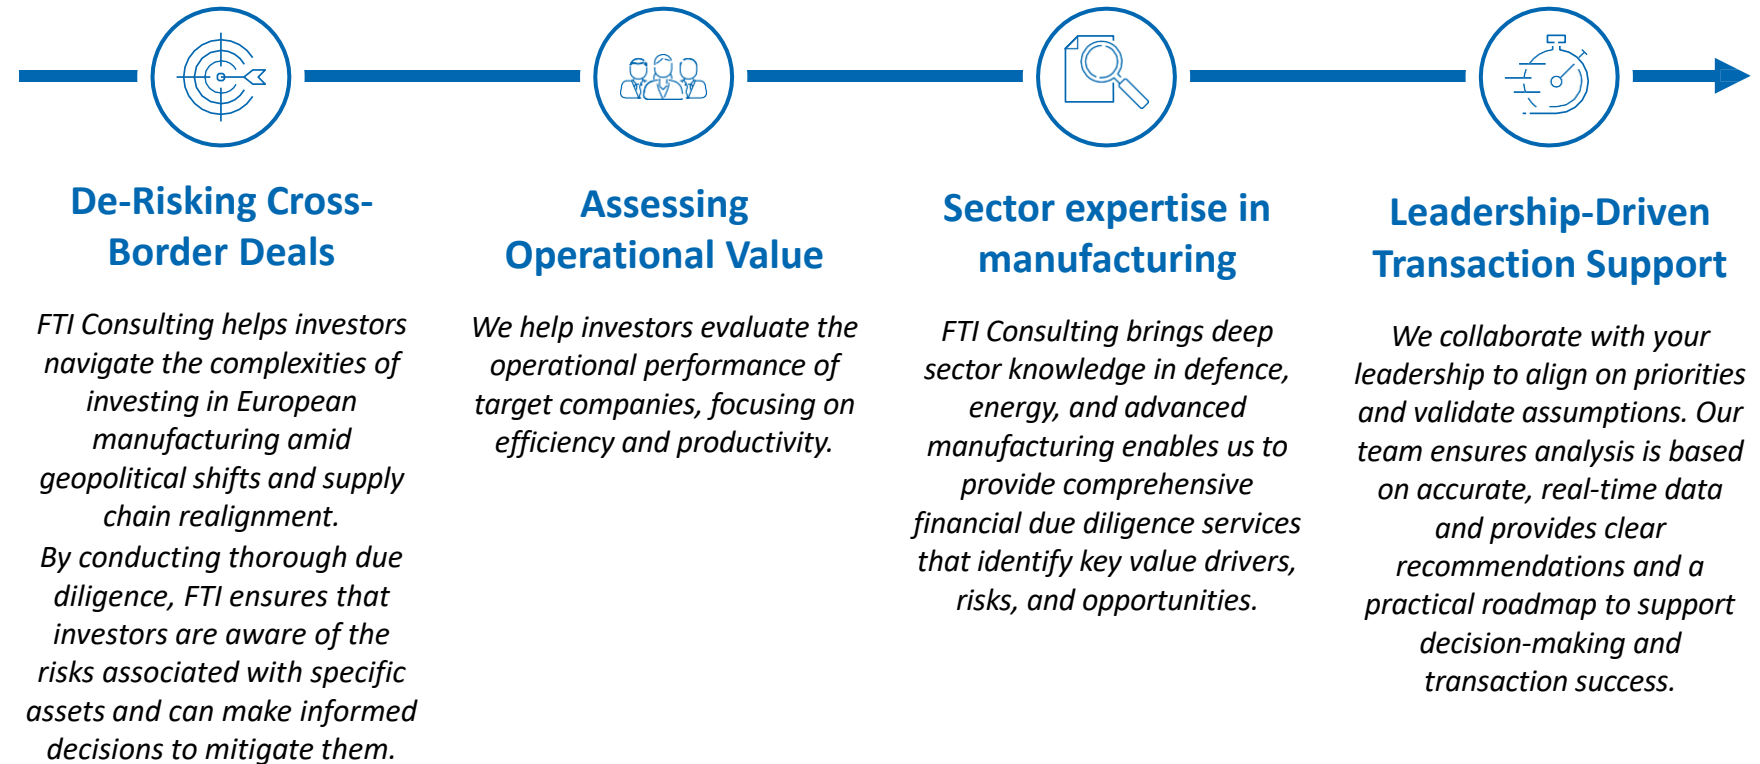 De-Risking Cross-
Border Deals
FTI Consulting helps investors
navigate the complexities of
investing in European
manufacturing amid
geopolitical shifts and supply
chain realignment.
By conducting thorough due
diligence, FTI ensures that
investors are aware of the
risks associated with specific
assets and can make informed
decisions to mitigate them.
Assessing
Operational Value
We help investors evaluate the
operational performance of
target companies, focusing on
efficiency and productivity.
Sector expertise in
manufacturing
FTI Consulting brings deep
sector knowledge in defence,
energy, and advanced
manufacturing enables us to
provide comprehensive
financial due diligence services
that identify key value drivers,
risks, and opportunities.
Leadership-Driven
Transaction Support
We collaborate with your
leadership to align on priorities
and validate assumptions. Our
team ensures analysis is based
on accurate, real-time data
and provides clear
recommendations and a
practical roadmap to support
decision-making and
transaction success.